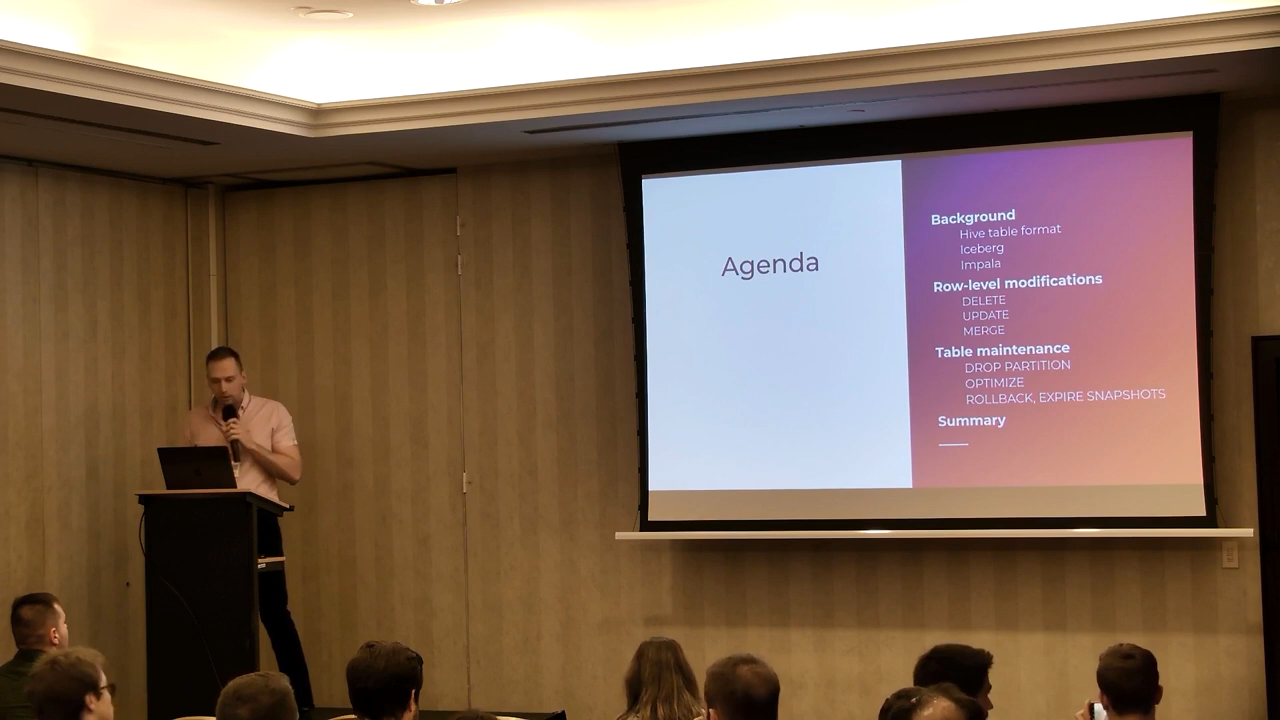 Agenda
Background
Hive table format
Iceberg
Impala
Row-level modifications
DELETE
UPDATE
MERGE
Table maintenance
DROP PARTITION
OPTIMIZE
ROLLBACK, EXPIRE SNAPSHOTS
Summary